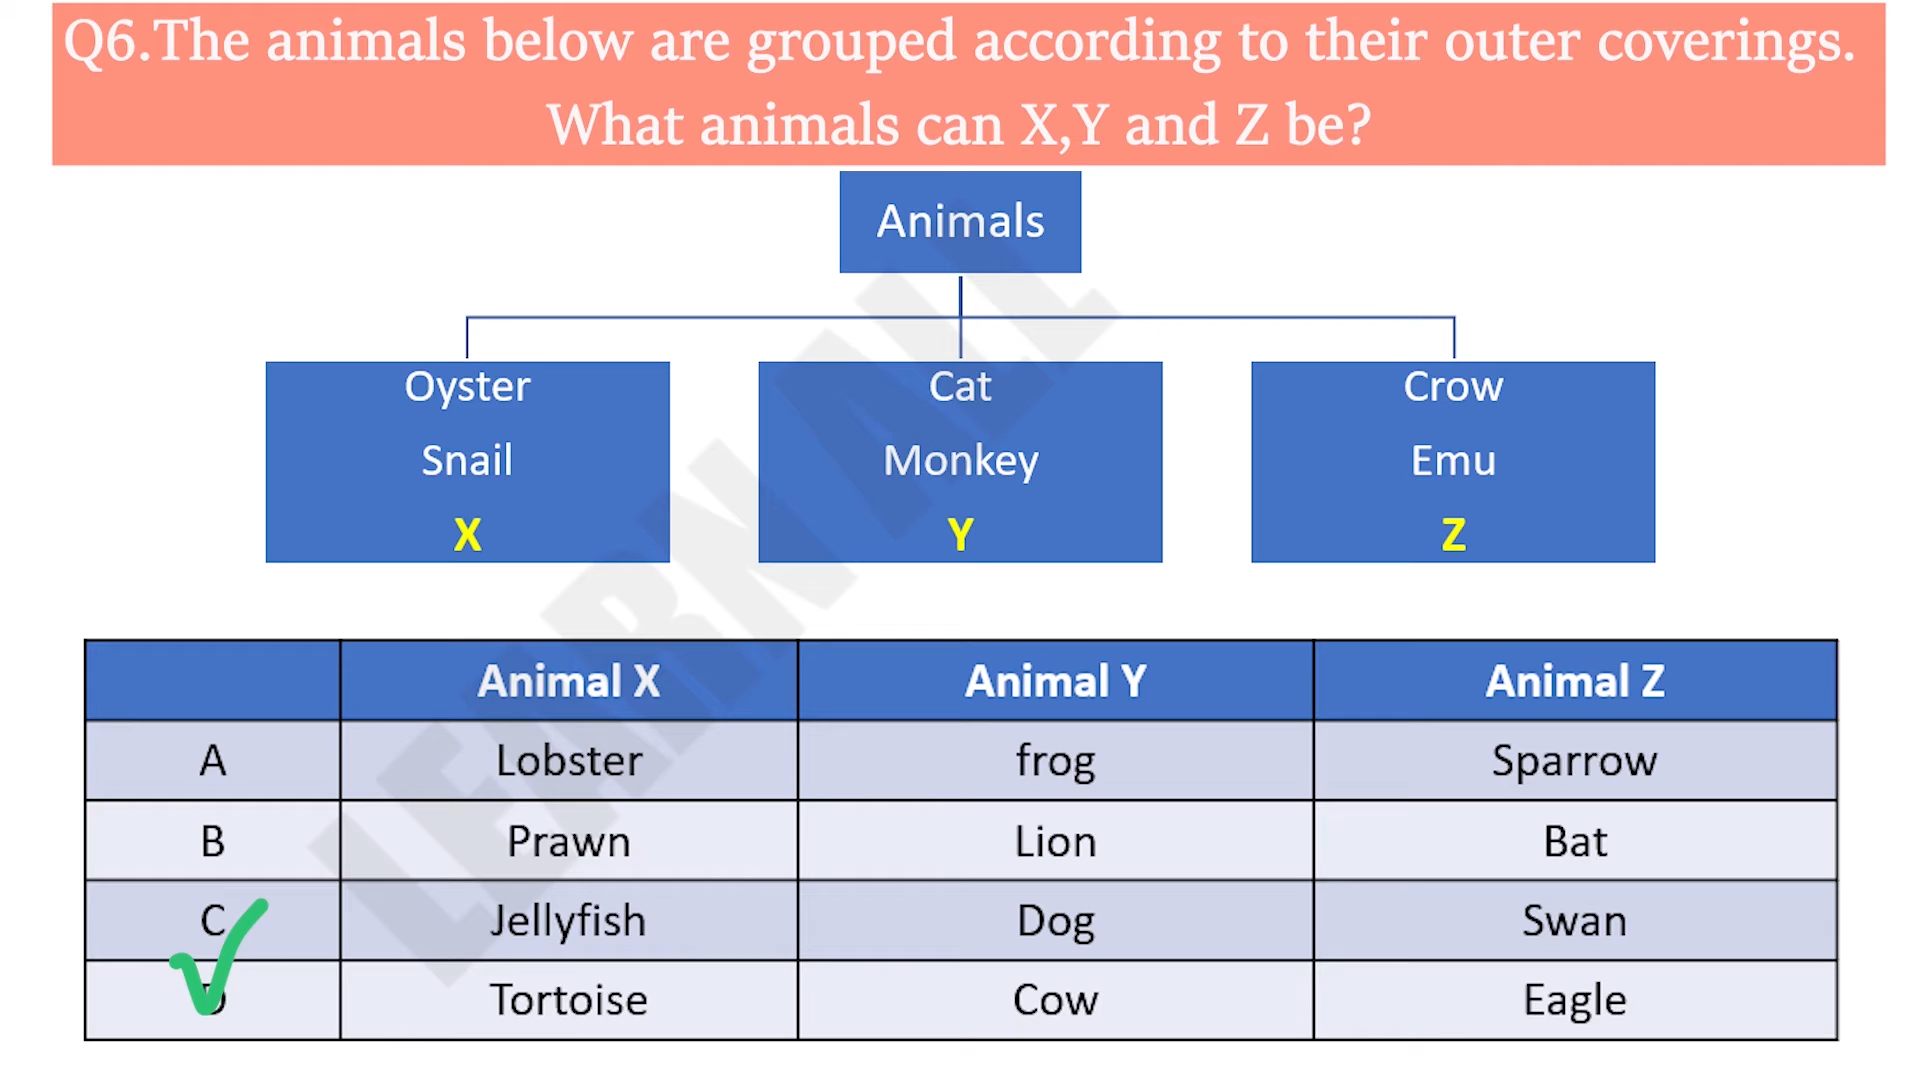 Q6.The animals below are grouped according to their outer coverings.
What animals can X,Y and Z be?
Animals
Oyster
Snail
X
Cat
Monkey
Y
Crow
Emu
Z
LEARN ALL
Animal X Animal Y Animal Z
A Lobster frog Sparrow
B Prawn Lion Bat
C Jellyfish Dog Swan
D Tortoise Cow Eagle